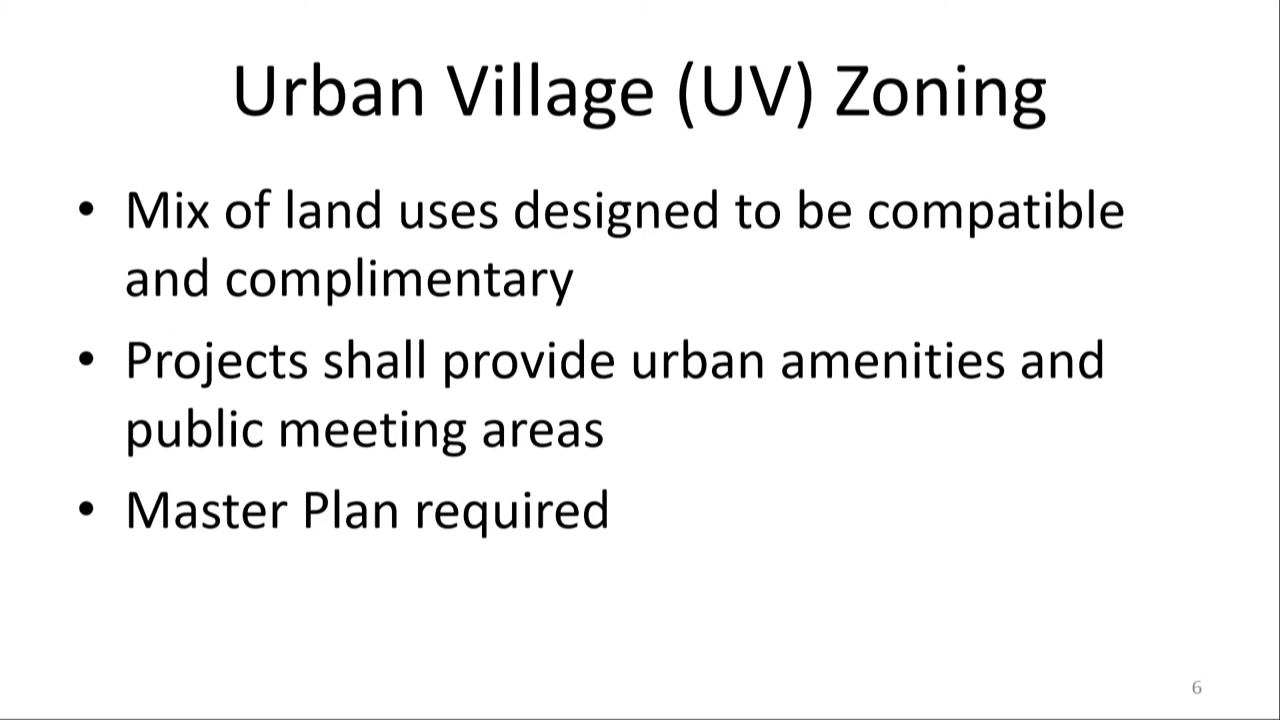 Urban Village (UV) Zoning
• Mix of land uses designed to be compatible
and complimentary
• Projects shall provide urban amenities and
public meeting areas
• Master Plan required
6